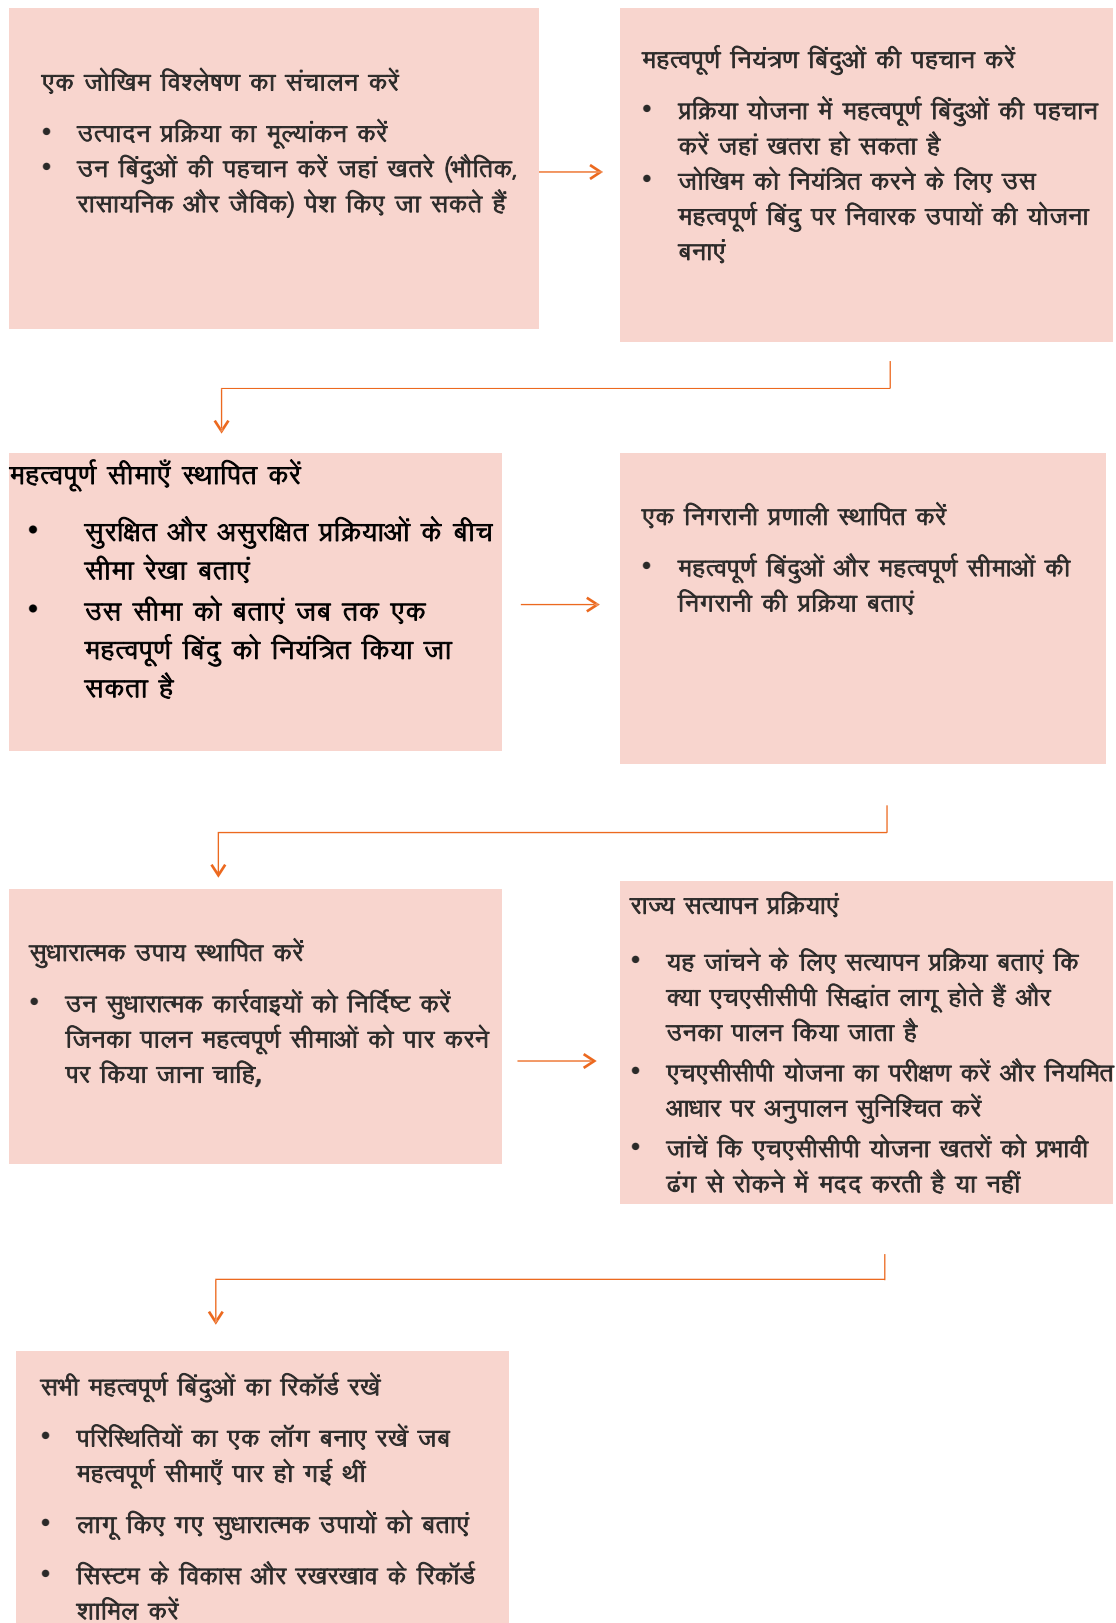 एक जोखिम विश्लेषण का संचालन करें
• उत्पादन प्रक्रिया का मूल्यांकन करें
• उन बिंदुओं की पहचान करें जहां खतरे (भौतिक,
रासायनिक और जैविक) पेश किए जा सकते हैं
महत्वपूर्ण नियंत्रण बिंदुओं की पहचान करें
• प्रक्रिया योजना में महत्वपूर्ण बिंदुओं की पहचान
करें जहां खतरा हो सकता है
• जोखिम को नियंत्रित करने के लिए उस
महत्वपूर्ण बिंदु पर निवारक उपायों की योजना
बनाएं
महत्वपूर्ण सीमाएँ स्थापित करें
• सुरक्षित और असुरक्षित प्रक्रियाओं के बीच
सीमा रेखा बताएं
• उस सीमा को बताएं जब तक एक
महत्वपूर्ण बिंदु को नियंत्रित किया जा
सकता है
एक निगरानी प्रणाली स्थापित करें
• महत्वपूर्ण बिंदुओं और महत्वपूर्ण सीमाओं की
निगरानी की प्रक्रिया बताएं
सुधारात्मक उपाय स्थापित करें
• उन सुधारात्मक कार्रवाइयों को निर्दिष्ट करें
जिनका पालन महत्वपूर्ण सीमाओं को पार करने
पर किया जाना चाहि,
राज्य सत्यापन प्रक्रियाएं
• यह जांचने के लिए सत्यापन प्रक्रिया बताएं कि
क्या एचएसीसीपी सिद्धांत लागू होते हैं और
उनका पालन किया जाता है
• एचएसीसीपी योजना का परीक्षण करें और नियमित
आधार पर अनुपालन सुनिश्चित करें
• जांचें कि एचएसीसीपी योजना खतरों को प्रभावी
ढंग से रोकने में मदद करती है या नहीं
सभी महत्वपूर्ण बिंदुओं का रिकॉर्ड रखें
• परिस्थितियों का एक लॉग बनाए रखें जब
महत्वपूर्ण सीमाएँ पार हो गई थीं
• लागू किए गए सुधारात्मक उपायों को बताएं
• सिस्टम के विकास और रखरखाव के रिकॉर्ड
शामिल करें